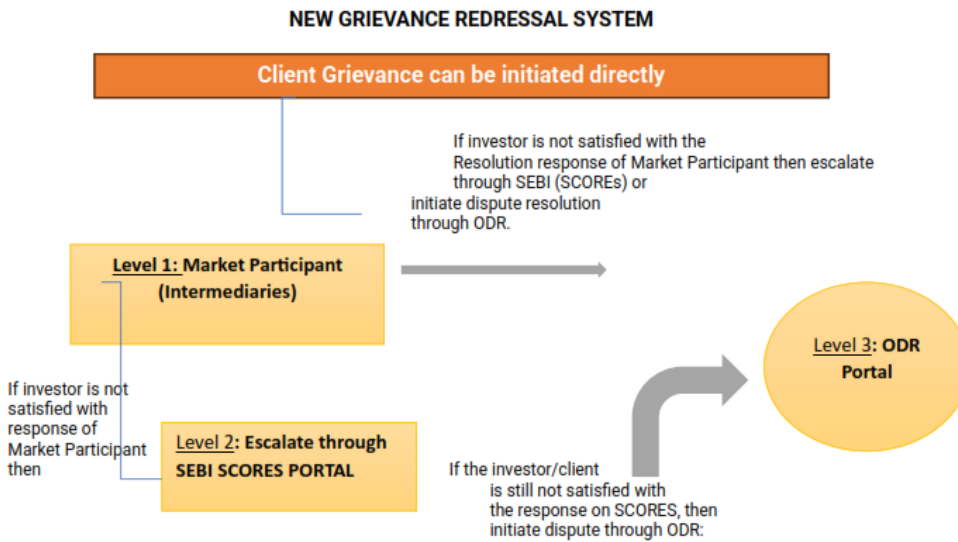 NEW GRIEVANCE REDRESSAL SYSTEM
Client Grievance can be initiated directly
If investor is not satisfied with the
Resolution response of Market Participant then escalate
through SEBI (SCOREs) or
initiate dispute resolution
through ODR.
Level 1: Market Participant
(Intermediaries)
Level 3: ODR
Portal
If investor is not
satisfied with
response of
Market Participant
then
Level 2: Escalate through
SEBI SCORES PORTAL
If the investor/client
is still not satisfied with
the response on SCORES, then
initiate dispute through ODR: